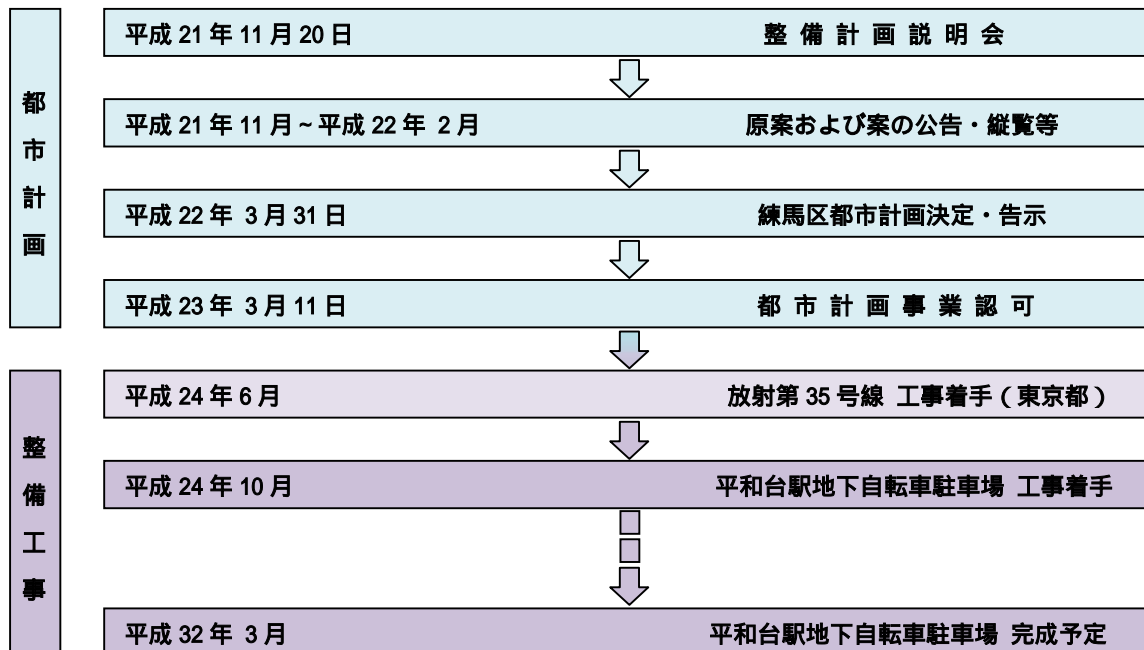 都市計画
平成 21 年 11 月 20 日 整 備 計 画 説 明 会
平成 21 年 11 月 ~ 平成 22 年 2 月 原案および案の公告・縦覧等
平成 22 年 3 月 31 日 練馬区都市計画決定・告示
平成 23 年 3 月 11 日 都 市 計 画 事 業 認 可
整備工事
平成 24 年 6 月 放射第 35 号線 工事着手 ( 東京都 )
平成 24 年 10 月 平和台駅地下自転車駐車場 工事着手
平成 32 年 3 月 平和台駅地下自転車駐車場 完成予定